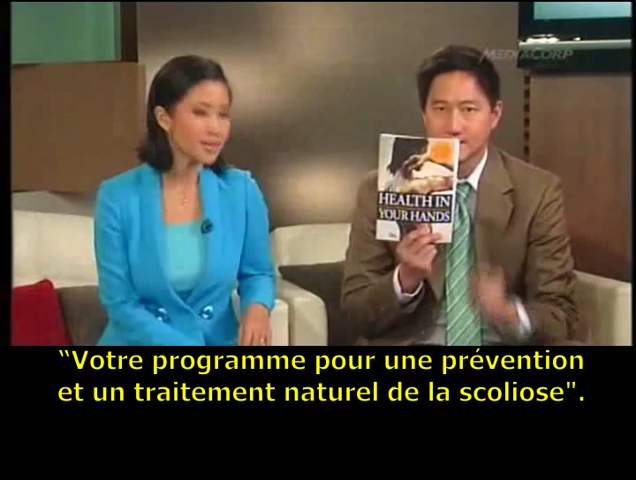 MEDIACORP
HEALTH IN
YOUR HANDS
“Votre programme pour une prévention
et un traitement naturel de la scoliose".